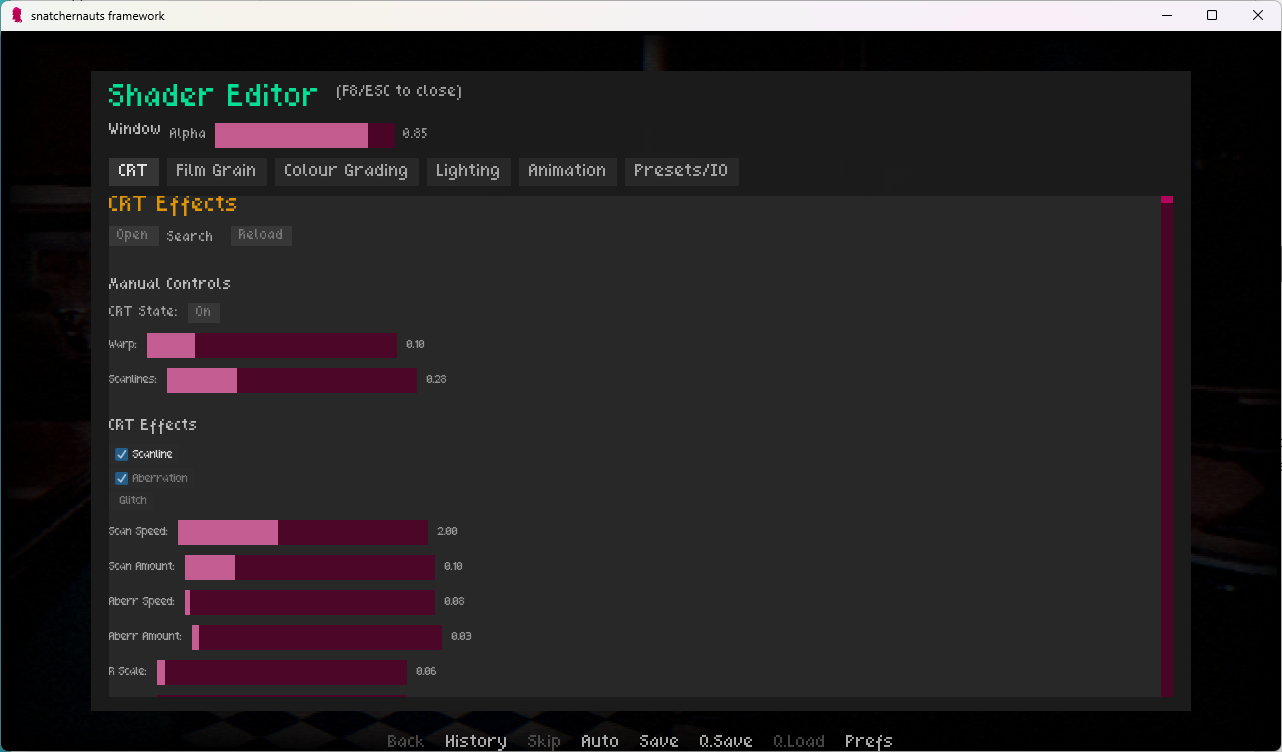 snatchernauts framework
Shader Editor (F8/ESC to close)
Window Alpha 0.85
CRT Film Grain Colour Grading Lighting Animation Presets/IO
CRT Effects
Open Search Reload
Manual Controls
CRT State: On
Warp: 0.10
Scanlines: 0.28
CRT Effects
Scanline
Aberration
Glitch
Scan Speed: 2.00
Scan Amount: 0.10
Aberr Speed: 0.08
Aberr Amount: 0.03
R Scale: 0.06
Back History Skip Auto Save Q.Save Q.Load Prefs